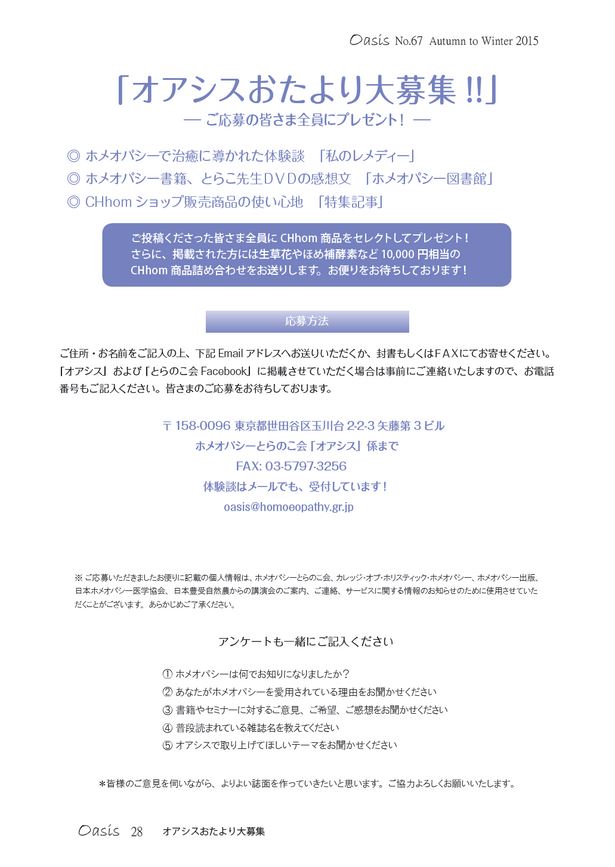 Oasis No.67 Autumn to Winter 2015
「オアシスおたより大募集 !!」
― ご応募の皆さま全員にプレゼント！ ―
◎ ホメオパシーで治癒に導かれた体験談 「私のレメディー」
◎ ホメオパシー書籍、とらこ先生ＤＶＤの感想文 「ホメオパシー図書館」
◎ CHhom ショップ販売商品の使い心地 「特集記事」
ご投稿くださった皆さま全員に CHhom 商品をセレクトしてプレゼント！
さらに、掲載された方には生草花やほめ補酵素など 10,000 円相当の
CHhom 商品詰め合わせをお送りします。お便りをお待ちしております！
応募方法
ご住所・お名前をご記入の上、下記 Email アドレスへお送りいただくか、封書もしくはＦＡＸにてお寄せください。
『オアシス』および『とらのこ会 Facebook』に掲載させていただく場合は事前にご連絡いたしますので、お電話
番号もご記入ください。皆さまのご応募をお待ちしております。
〒 158-0096 東京都世田谷区玉川台 2-2-3 矢藤第 3 ビル
ホメオパシーとらのこ会『オアシス』係まで
FAX: 03-5797-3256
体験談はメールでも、受付しています！
oasis@homoeopathy.gr.jp
※ ご応募いただきましたお便りに記載の個人情報は、ホメオパシーとらのこ会、カレッジ・オブ・ホリスティック・ホメオパシー、ホメオパシー出版、
日本ホメオパシー医学協会、日本豊受自然農からの講演会のご案内、ご連絡、サービスに関する情報のお知らせのために使用させていた
だくことがございます。あらかじめご了承ください。
アンケートも一緒にご記入ください
① ホメオパシーは何でお知りになりましたか？
② あなたがホメオパシーを愛用されている理由をお聞かせください
③ 書籍やセミナーに対するご意見、ご希望、ご感想をお聞かせください
④ 普段読まれている雑誌名を教えてください
⑤ オアシスで取り上げてほしいテーマをお聞かせください
＊皆様のご意見を伺いながら、よりよい誌面を作っていきたいと思います。ご協力よろしくお願いいたします。
Oasis 28 オアシスおたより大募集